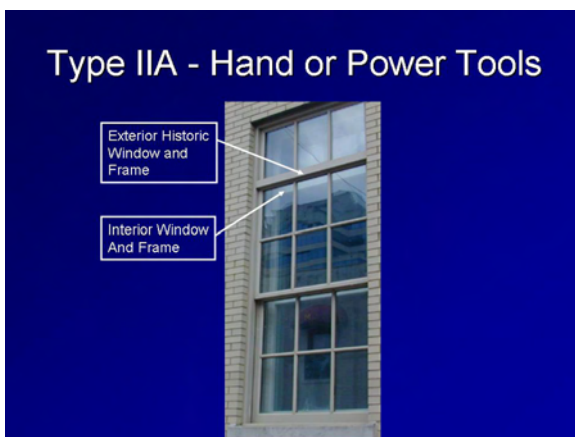 Type IIA - Hand or Power Tools
Exterior Historic
Window and
Frame
Interior Window
And Frame